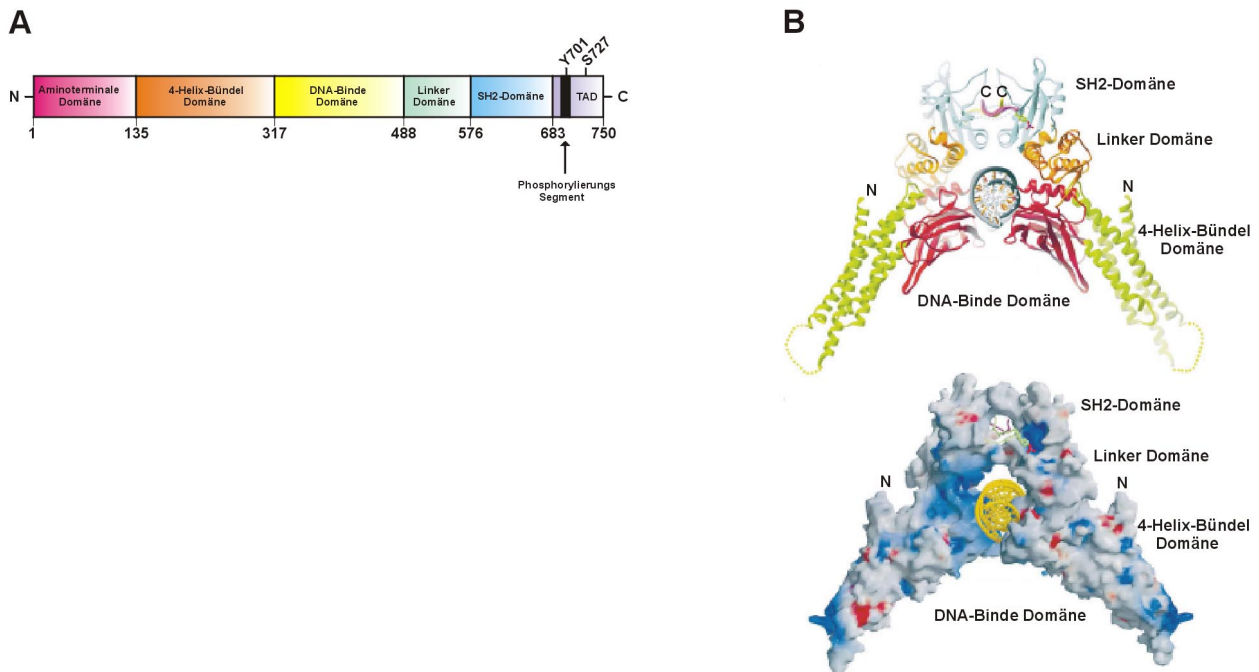 A
Y701
S727
N
Aminoterminale
Domäne
4-Helix-Bündel
Domäne
DNA-Binde
Domäne
Linker
Domäne
SH2-Domäne
TAD
C
1
135
317
488
576
683
750
Phosphorylierungs
Segment
B
SH2-Domäne
C C
Linker Domäne
N
N
4-Helix-Bündel
Domäne
DNA-Binde Domäne
SH2-Domäne
Linker Domäne
N
N
4-Helix-Bündel
Domäne
DNA-Binde Domäne